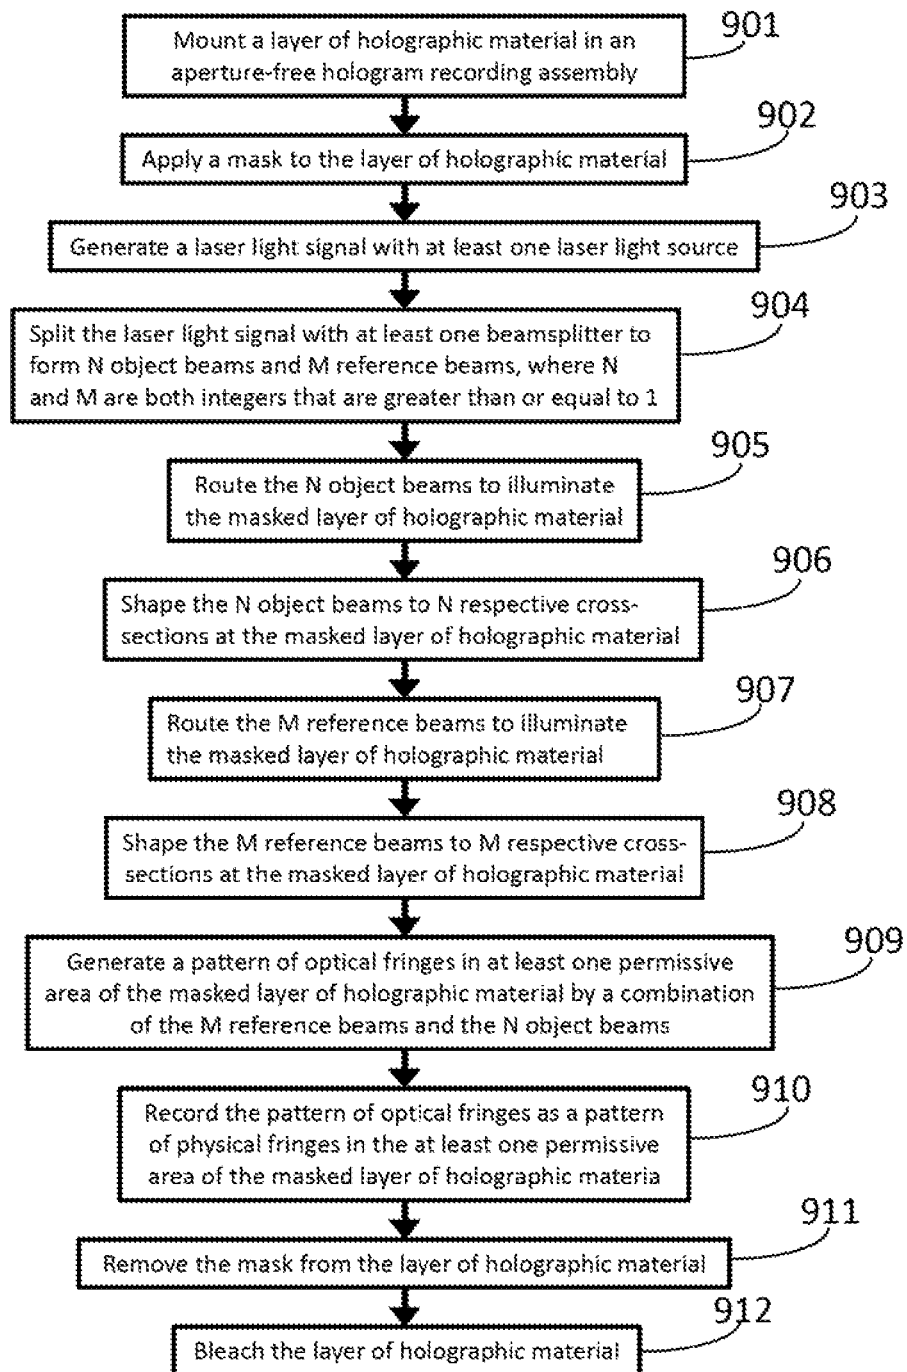 901
Mount a layer of holographic material in an
aperture-free hologram recording assembly
902
Apply a mask to the layer of holographic material
903
Generate a laser light signal with at least one laser light source
904
Split the laser light signal with at least one beamsplitter to
form N object beams and M reference beams, where N
and M are both integers that are greater than or equal to 1
905
Route the N object beams to illuminate
the masked layer of holographic material
906
Shape the N object beams to N respective cross-
sections at the masked layer of holographic material
907
Route the M reference beams to illuminate
the masked layer of holographic material
908
Shape the M reference beams to M respective cross-
sections at the masked layer of holographic material
909
Generate a pattern of optical fringes in at least one permissive
area of the masked layer of holographic material by a combination
of the M reference beams and the N object beams
910
Record the pattern of optical fringes as a pattern
of physical fringes in the at least one permissive
area of the masked layer of holographic materia
911
Remove the mask from the layer of holographic material
912
Bleach the layer of holographic material